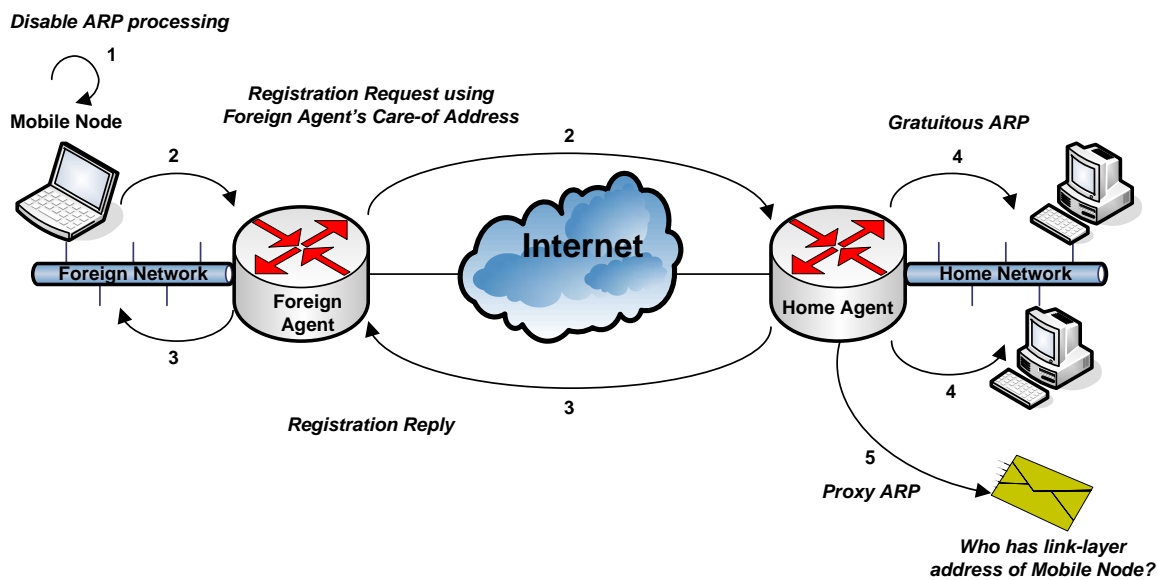 Disable ARP processing
1
Mobile Node
2
Registration Request using
Foreign Agent's Care-of Address
2
Gratuitous ARP
4
Foreign Network
Foreign
Agent
Internet
Home Agent
Home Network
3
Registration Reply
3
4
5
Proxy ARP
Who has link-layer
address of Mobile Node?